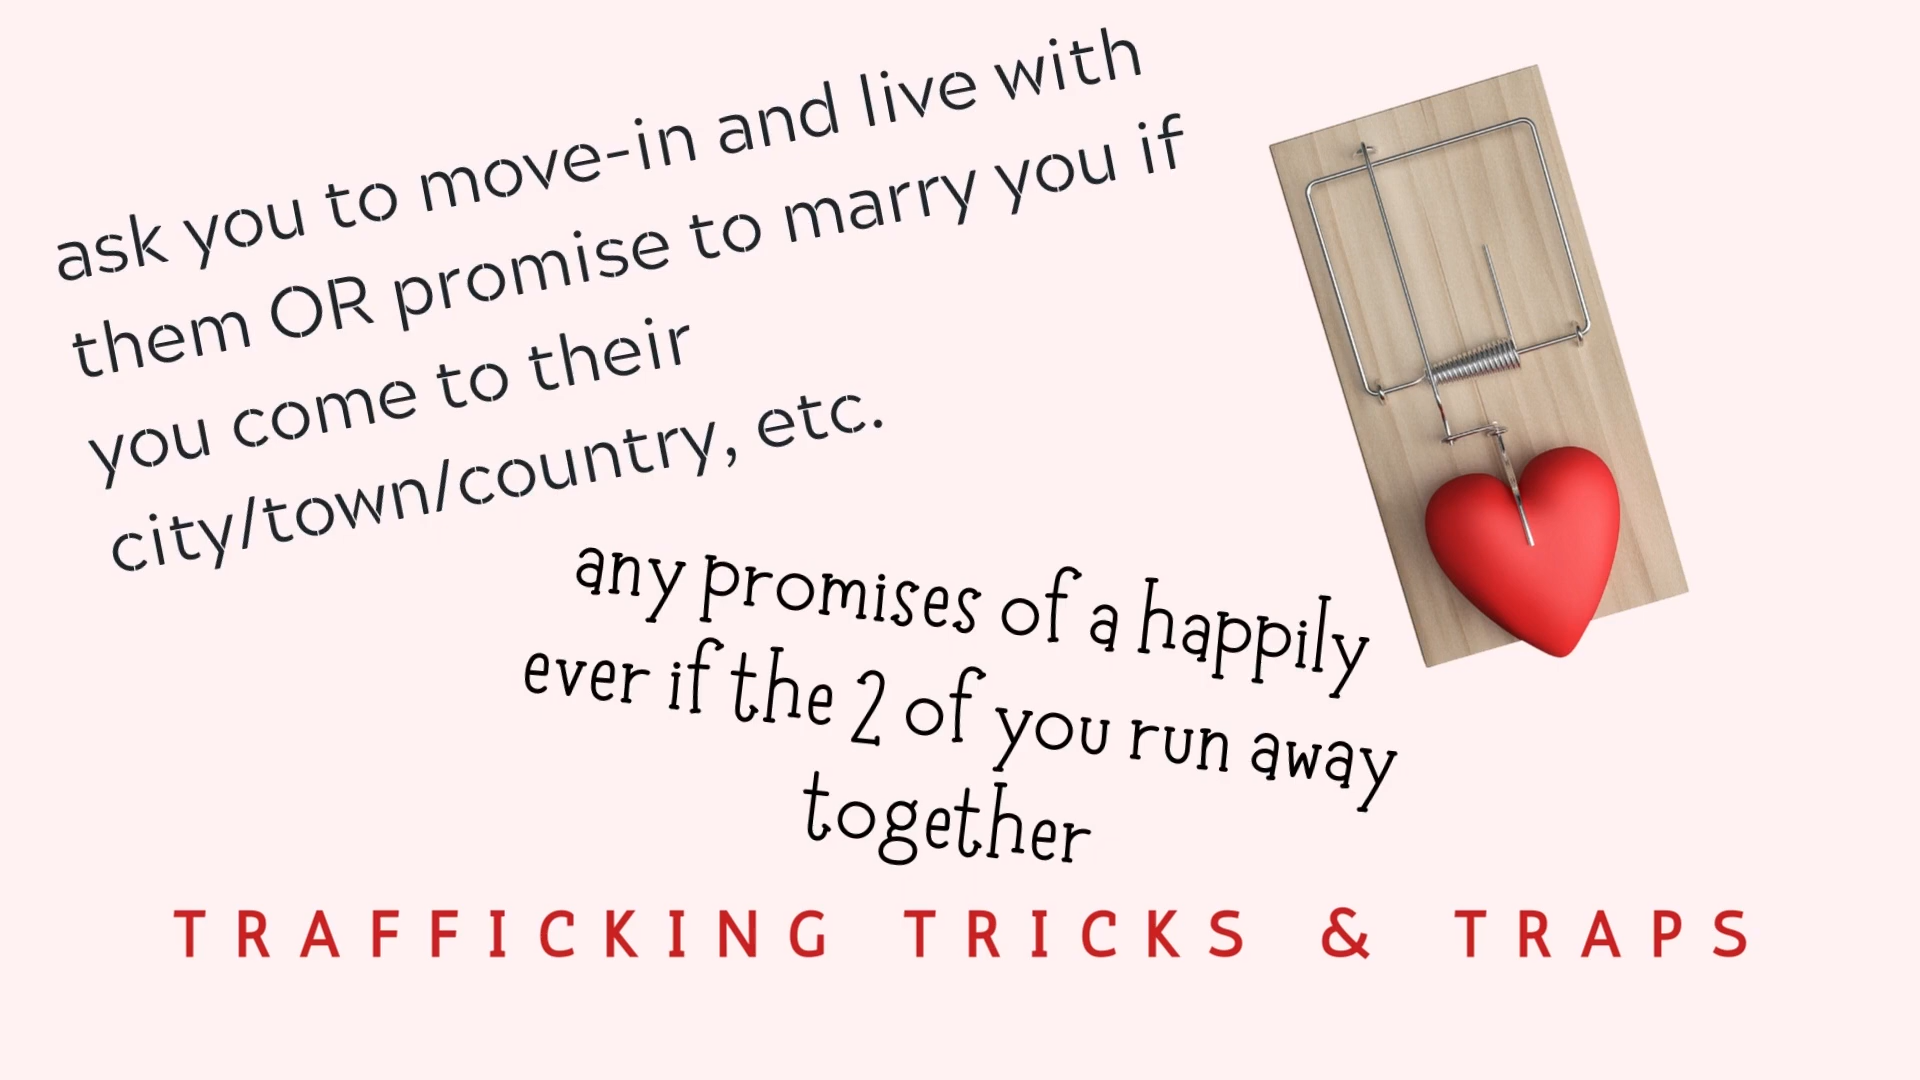 ask you to move-in and live with
them OR promise to marry you if
you come to their
city/town/country, etc.
any promises of a happily
ever if the 2 of you run away
together
TRAFFICKING TRICKS & TRAPS